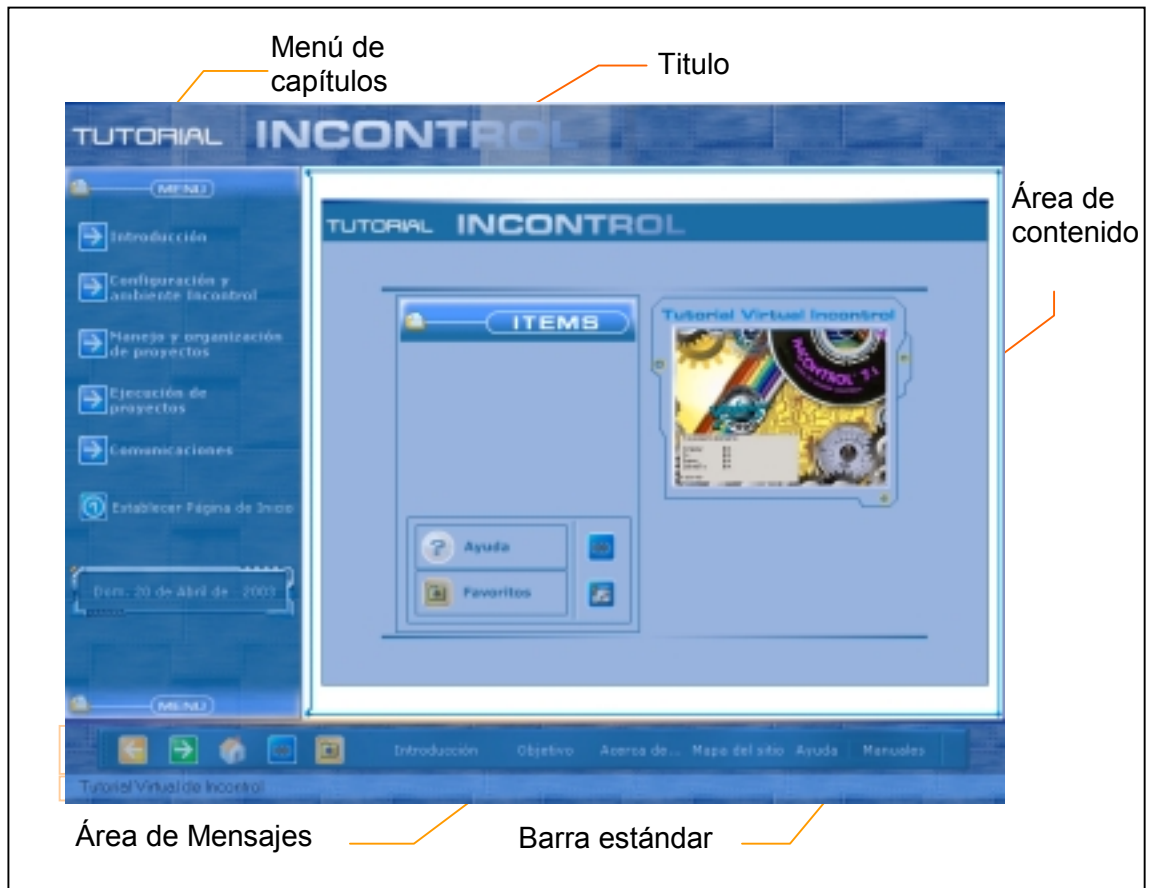 Menú de
capítulos
Titulo
TUTORIAL INCONTROL
MENU
Introducción
Configuración y
ambiente Incontrol
Manejo y organización
de proyectos
Ejecución de
proyectos
Comunicaciones
Establecer Página de Inicio
Dom. 20 de Abril de 2003
MENU
TUTORIAL INCONTROL
ITEMS
Ayuda
Favoritos
Tutorial Virtual Incontrol
Área de
contenido
Introducción Objetivo Acerca de... Mapa del sitio Ayuda Manuales
Tutorial Virtual de Incontrol
Área de Mensajes
Barra estándar